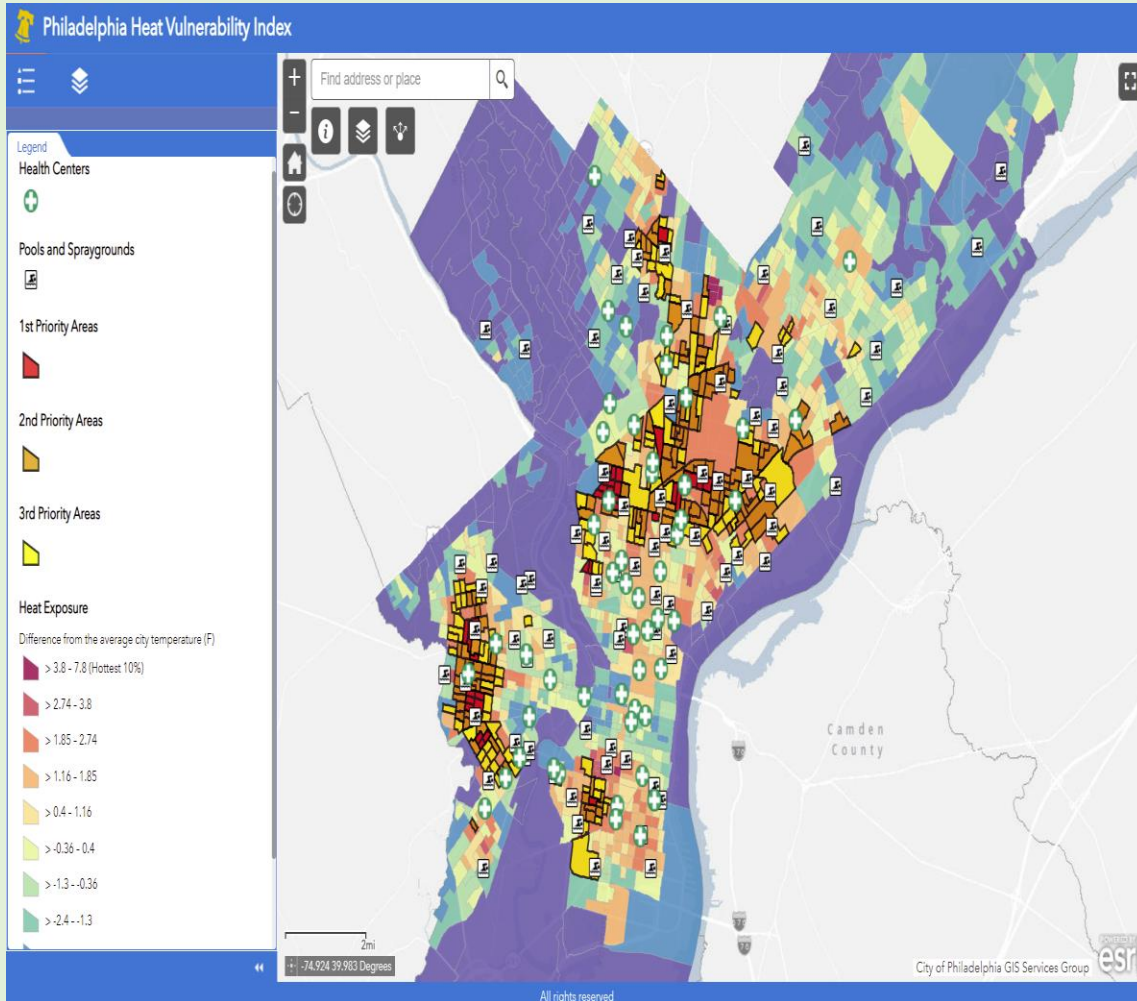 Philadelphia Heat Vulnerability Index
Find address or place
Legend
Health Centers
Pools and Spraygrounds
1st Priority Areas
2nd Priority Areas
3rd Priority Areas
Heat Exposure
Difference from the average city temperature (F)
> 3.8 - 7.8 (Hottest 10%)
> 2.74 - 3.8
> 1.85 - 2.74
> 1.16 - 1.85
> 0.4 - 1.16
> -0.36 - 0.4
> -1.3 - -0.36
> -2.4 - -1.3
Camden
County
2mi
-74.924 39.983 Degrees
City of Philadelphia GIS Services Group
POWERED BY
esri
All rights reserved